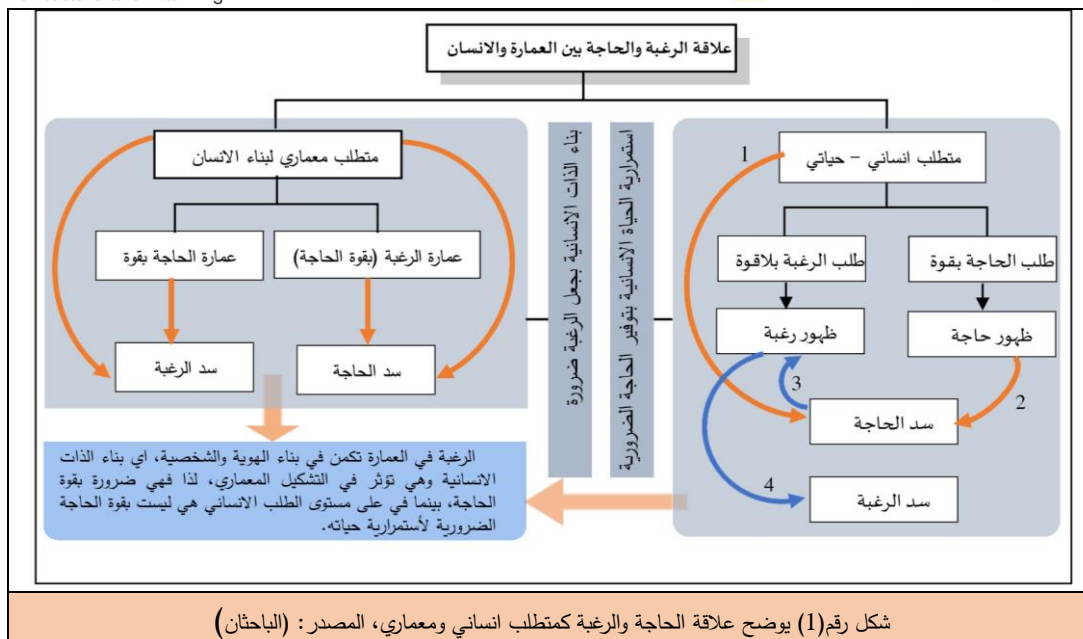 علاقة الرغبة والحاجة بين العمارة والانسان
متطلب انساني – حياتي
1
طلب الحاجة بقوة
طلب الرغبة بلاقوة
ظهور حاجة
ظهور رغبة
2
3
سد الحاجة
4
سد الرغبة
استمرارية الحياة الانسانية بتوفير الحاجة الضرورية
بناء الذات الانسانية بجعل الرغبة ضرورة
متطلب معماري لبناء الانسان
عمارة الرغبة (بقوة الحاجة)
عمارة الحاجة بقوة
سد الحاجة
سد الرغبة
الرغبة في العمارة تكمن في بناء الهوية والشخصية، اي بناء الذات
الانسانية وهي تؤثر في التشكيل المعماري، لذا فهي ضرورة بقوة
الحاجة، بينما في على مستوى الطلب الانساني هي ليست بقوة الحاجة
الضرورية لأستمرارية حياته.
شكل رقم(1) يوضح علاقة الحاجة والرغبة كمتطلب انساني ومعماري، المصدر: (الباحثان)